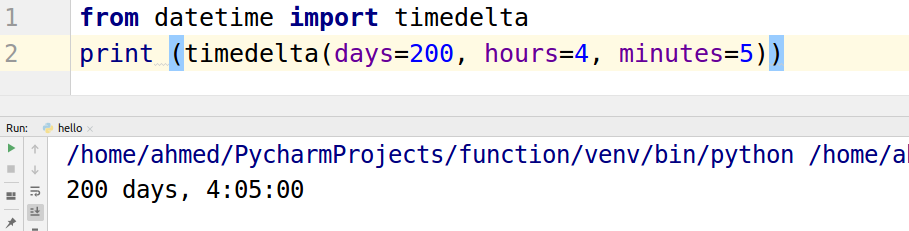 1 from datetime import timedelta
2 print (timedelta(days=200, hours=4, minutes=5))
Run: hello ×
/home/ahmed/PycharmProjects/function/venv/bin/python
200 days, 4:05:00